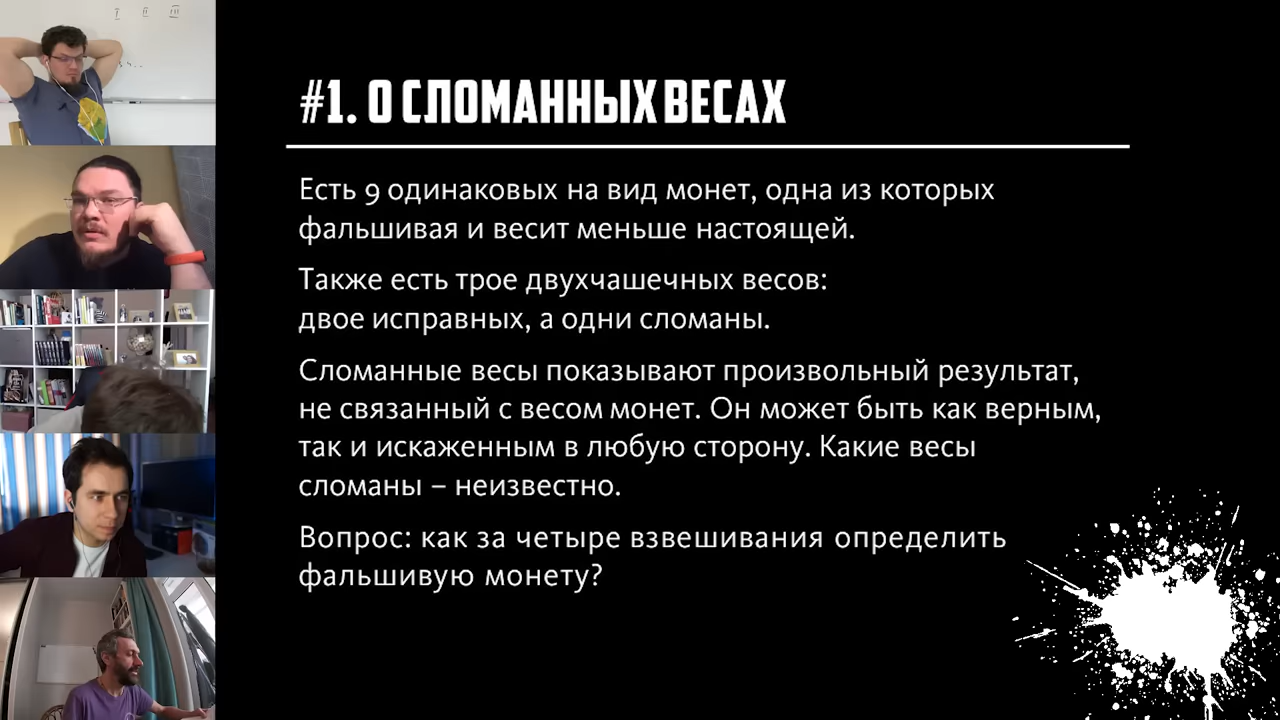 I II III
#1. О СЛОМАННЫХ ВЕСАХ
Есть 9 одинаковых на вид монет, одна из которых
фальшивая и весит меньше настоящей.
Также есть трое двухчашечных весов:
двое исправных, а одни сломаны.
Сломанные весы показывают произвольный результат,
не связанный с весом монет. Он может быть как верным,
так и искаженным в любую сторону. Какие весы
сломаны – неизвестно.
Вопрос: как за четыре взвешивания определить
фальшивую монету?